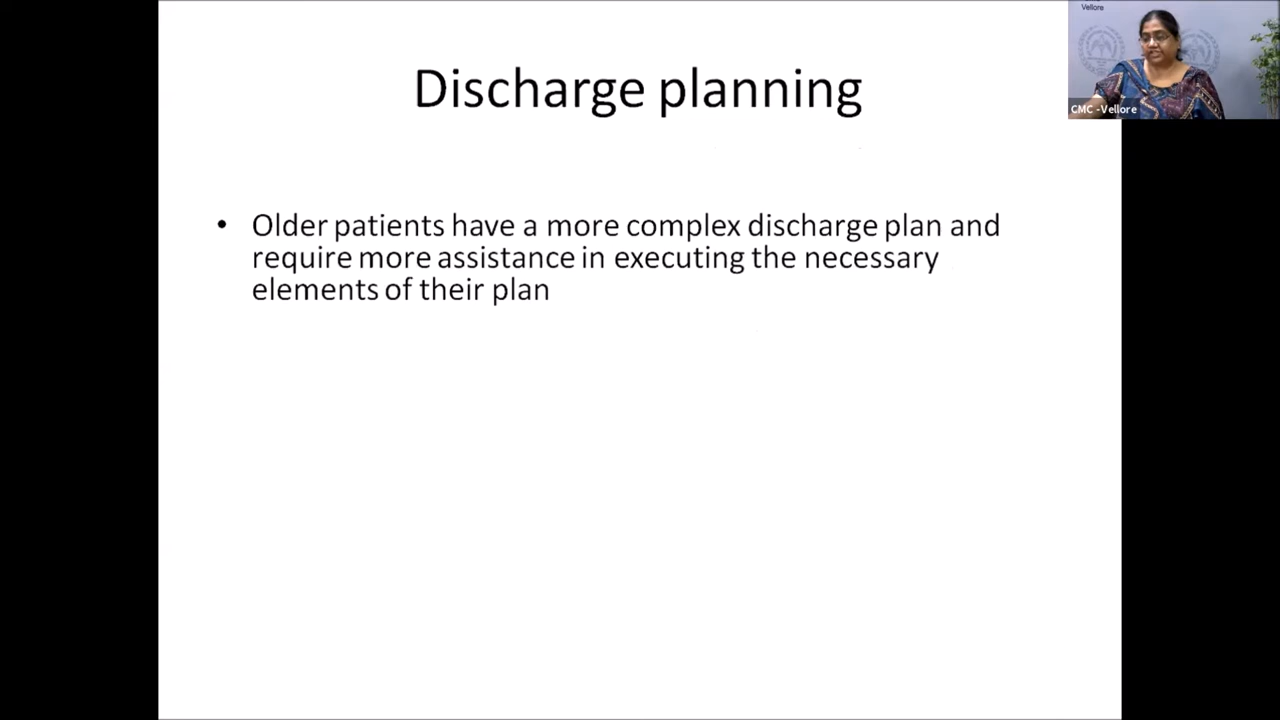 Vellore
Discharge planning
CMC -Vellore
• Older patients have a more complex discharge plan and
require more assistance in executing the necessary
elements of their plan